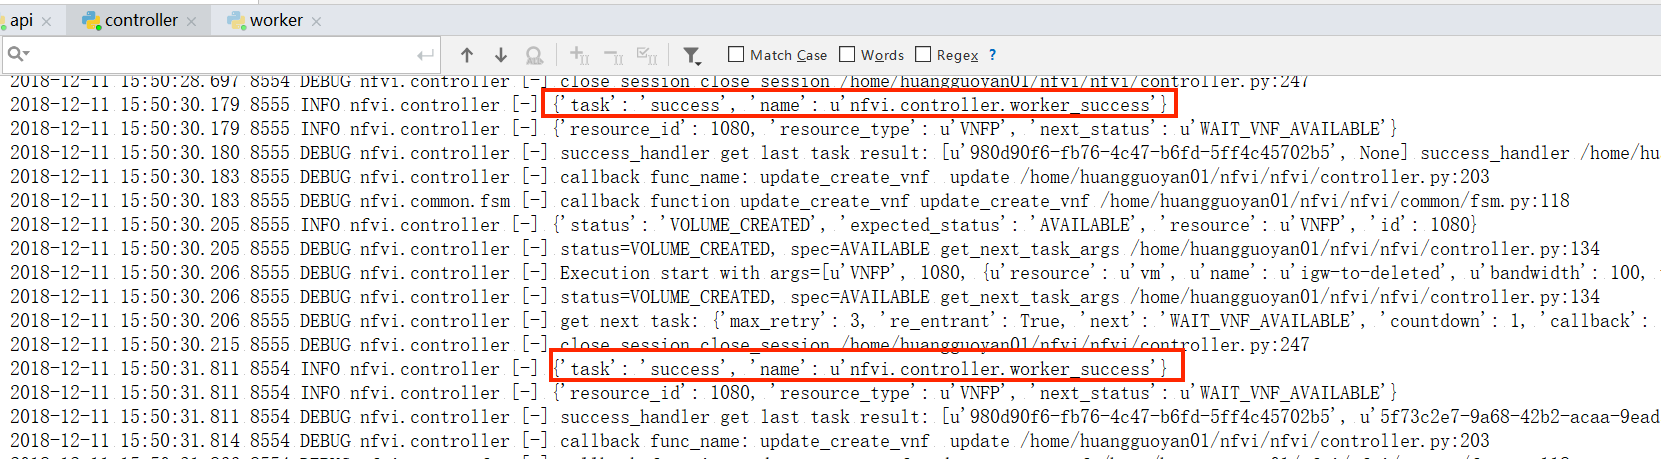 api × controller × worker ×
Match Case Words Regex ?
2018-12-11 15:50:28.697 8554 DEBUG nfvi.controller [-] close session close_session /home/huangguoyan01/nfvi/nfvi/controller.py:247
2018-12-11 15:50:30.179 8555 INFO nfvi.controller [-] {'task': 'success', 'name': u'nfvi.controller.worker_success'}
2018-12-11 15:50:30.179 8555 INFO nfvi.controller [-] {'resource_id': 1080, 'resource_type': u'VNFP', 'next_status': u'WAIT_VNF_AVAILABLE'}
2018-12-11 15:50:30.180 8555 DEBUG nfvi.controller [-] success_handler get last task result: [u'980d90f6-fb76-4c47-b6fd-5ff4c45702b5', None] success_handler /home/hu
2018-12-11 15:50:30.183 8555 DEBUG nfvi.controller [-] callback func_name: update_create_vnf  update /home/huangguoyan01/nfvi/nfvi/controller.py:203
2018-12-11 15:50:30.183 8555 DEBUG nfvi.common.fsm [-] callback function update_create_vnf update_create_vnf /home/huangguoyan01/nfvi/nfvi/common/fsm.py:118
2018-12-11 15:50:30.205 8555 INFO nfvi.controller [-] {'status': 'VOLUME_CREATED', 'expected_status': 'AVAILABLE', 'resource': u'VNFP', 'id': 1080}
2018-12-11 15:50:30.205 8555 DEBUG nfvi.controller [-] status=VOLUME_CREATED, spec=AVAILABLE get_next_task_args /home/huangguoyan01/nfvi/nfvi/controller.py:134
2018-12-11 15:50:30.206 8555 DEBUG nfvi.controller [-] Execution start with args=[u'VNFP', 1080, {u'resource': u'vm', u'name': u'igw-to-deleted', u'bandwidth': 100,
2018-12-11 15:50:30.206 8555 DEBUG nfvi.controller [-] status=VOLUME_CREATED, spec=AVAILABLE get_next_task_args /home/huangguoyan01/nfvi/nfvi/controller.py:134
2018-12-11 15:50:30.206 8555 DEBUG nfvi.controller [-] get next task: {'max_retry': 3, 're_entrant': True, 'next': 'WAIT_VNF_AVAILABLE', 'countdown': 1, 'callback':
2018-12-11 15:50:30.215 8555 DEBUG nfvi.controller [-] close session close_session /home/huangguoyan01/nfvi/nfvi/controller.py:247
2018-12-11 15:50:31.811 8554 INFO nfvi.controller [-] {'task': 'success', 'name': u'nfvi.controller.worker_success'}
2018-12-11 15:50:31.811 8554 INFO nfvi.controller [-] {'resource_id': 1080, 'resource_type': u'VNFP', 'next_status': u'WAIT_VNF_AVAILABLE'}
2018-12-11 15:50:31.811 8554 DEBUG nfvi.controller [-] success_handler get last task result: [u'980d90f6-fb76-4c47-b6fd-5ff4c45702b5', u'5f73c2e7-9a68-42b2-acaa-9ead
2018-12-11 15:50:31.814 8554 DEBUG nfvi.controller [-] callback func_name: update_create_vnf  update /home/huangguoyan01/nfvi/nfvi/controller.py:203